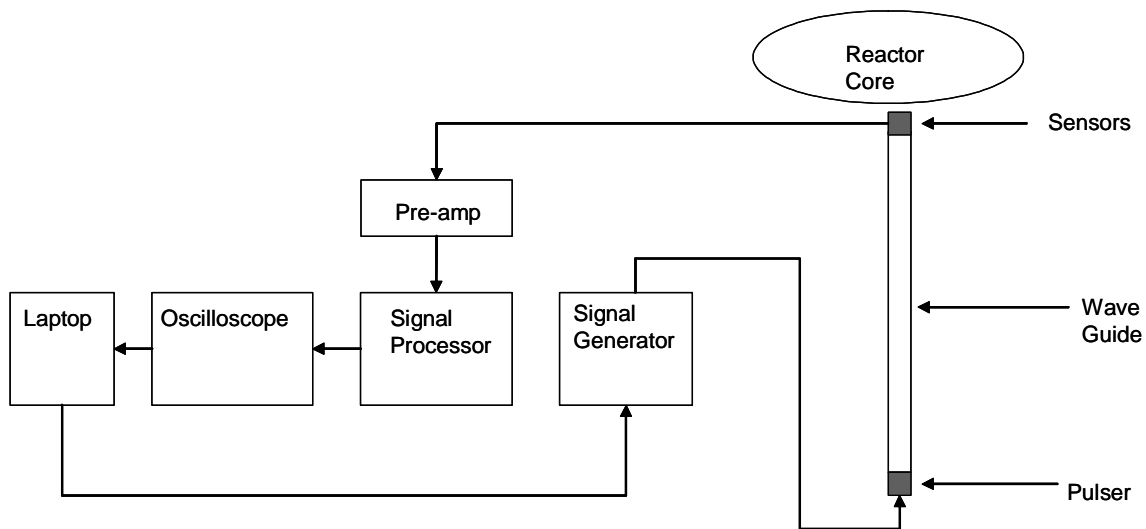 Reactor
Core
Sensors
Pre-amp
Laptop
Oscilloscope
Signal
Processor
Signal
Generator
Wave
Guide
Pulser